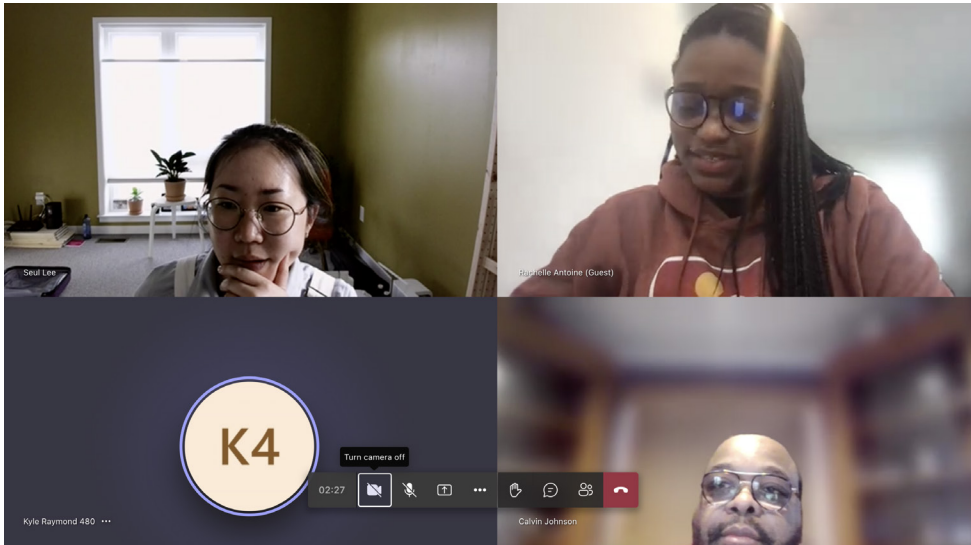 Seul Lee
Rachelle Antoine (Guest)
K4
Turn camera off
02:27
Kyle Raymond 480
Calvin Johnson